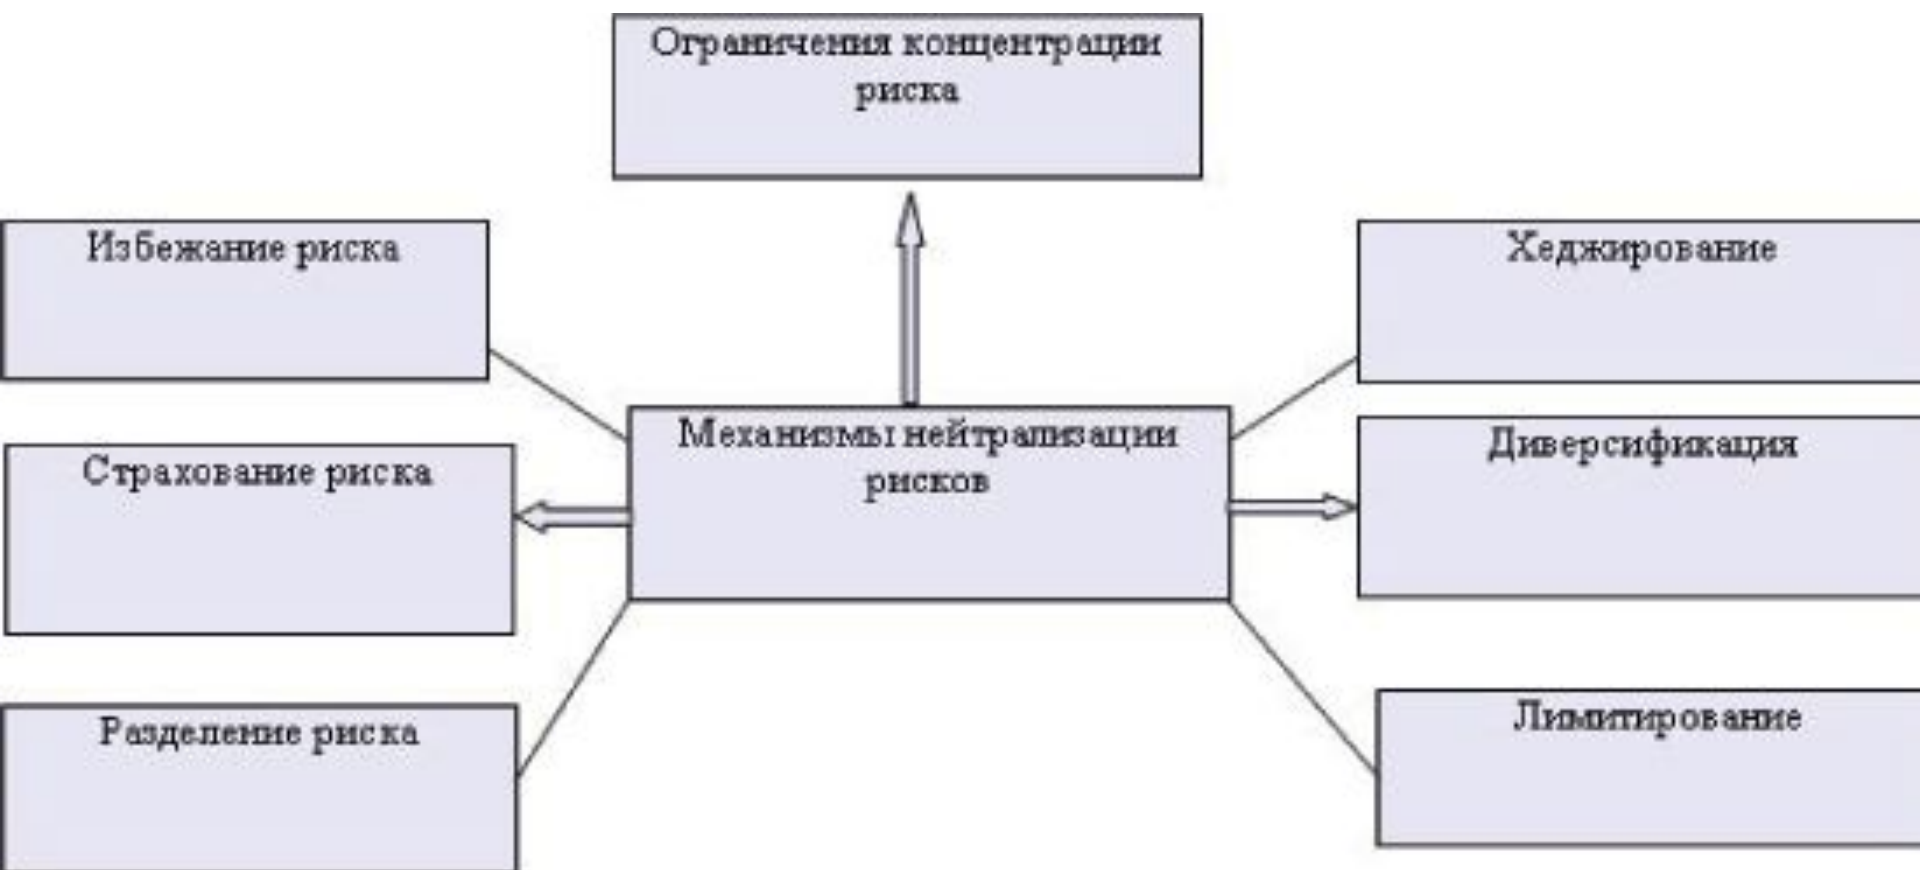 Ограничения концентрации
риска
Избежание риска
Хеджирование
Механизмы нейтрализации
рисков
Страхование риска
Диверсификация
Разделение риска
Лимитирование